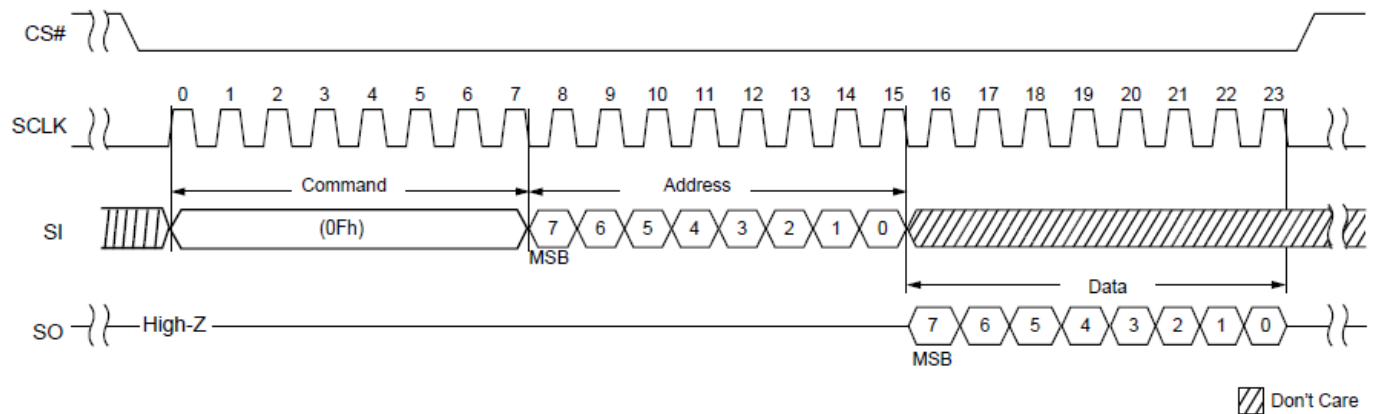 CS#
0 1 2 3 4 5 6 7 8 9 10 11 12 13 14 15 16 17 18 19 20 21 22 23
SCLK
Command Address
SI (0Fh) 7 6 5 4 3 2 1 0
MSB
Data
SO High-Z 7 6 5 4 3 2 1 0
MSB
Don't Care